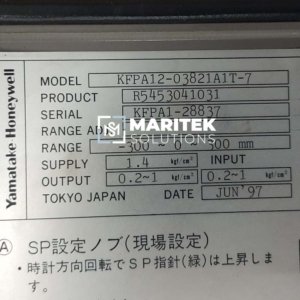 Yamatake Honeywell
MODEL KFPA12-03821A1T-7
PRODUCT R5453041031
SERIAL KFPA1-28837
RANGE
RANGE -300 ~ 0 ~ 500 mm
SUPPLY 1.4 kgf/cm² INPUT
OUTPUT 0.2~1 kgf/cm² 0.2~1 kgf/cm²
TOKYO JAPAN DATE JUN'97
MARITEK
SOLUTIONS
Ⓐ SP設定ノブ(現場設定)
・時計方向回転でSP指針(緑)は上昇しま
す。